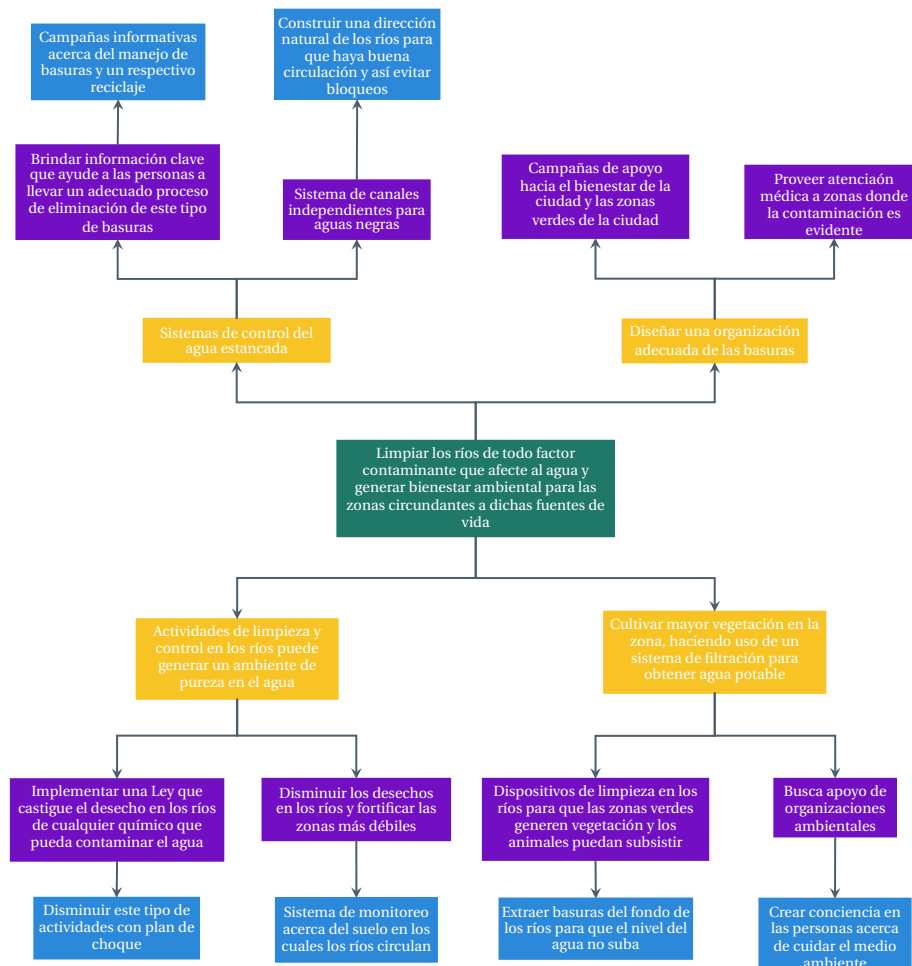 Campañas informativas
acerca del manejo de
basuras y un respectivo
reciclaje
Construir una dirección
natural de los ríos para
que haya buena
circulación y así evitar
bloqueos
Brindar información clave
que ayude a las personas a
llevar un adecuado proceso
de eliminación de este tipo
de basuras
Sistema de canales
independientes para
aguas negras
Campañas de apoyo
hacia el bienestar de la
ciudad y las zonas
verdes de la ciudad
Proveer atenciaón
médica a zonas donde
la contaminación es
evidente
Sistemas de control del
agua estancada
Diseñar una organización
adecuada de las basuras
Limpiar los ríos de todo factor
contaminante que afecte al agua y
generar bienestar ambiental para las
zonas circundantes a dichas fuentes de
vida
Actividades de limpieza y
control en los ríos puede
generar un ambiente de
pureza en el agua
Cultivar mayor vegetación en la
zona, haciendo uso de un
sistema de filtración para
obtener agua potable
Implementar una Ley que
castigue el desecho en los ríos
de cualquier químico que
pueda contaminar el agua
Disminuir los desechos
en los ríos y fortificar las
zonas más débiles
Dispositivos de limpieza en los
ríos para que las zonas verdes
generen vegetación y los
animales puedan subsistir
Busca apoyo de
organizaciones
ambientales
Disminuir este tipo de
actividades con plan de
choque
Sistema de monitoreo
acerca del suelo en los
cuales los ríos circulan
Extraer basuras del fondo de
los ríos para que el nivel del
agua no suba
Crear conciencia en
las personas acerca
de cuidar el medio
ambiente